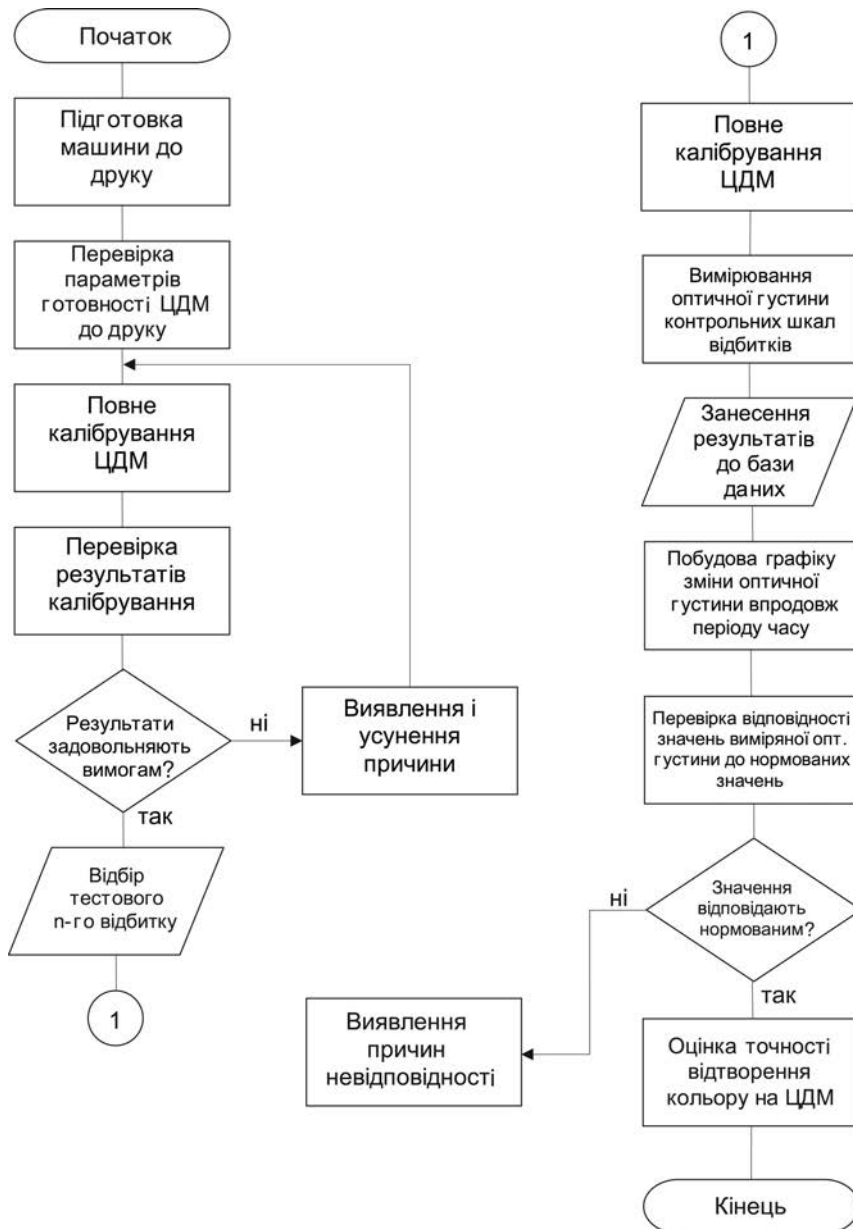 Початок
Підготовка
машини до
друку
Перевірка
параметрів
готовності ЦДМ
до друку
Повне
калібрування
ЦДМ
Перевірка
результатів
калібрування
Результати
задовольняють
вимогам?
ні
Виявлення і
усунення
причини
так
Відбір
тестового
n-го відбитку
1
1
Повне
калібрування
ЦДМ
Вимірювання
оптичної густини
контрольних шкал
відбитків
Занесення
результатів
до бази
даних
Побудова графіку
зміни оптичної
густини впродовж
періоду часу
Перевірка відповідності
значень виміряної опт.
густини до нормованих
значень
Значення
відповідають
нормованим?
ні
Виявлення
причин
невідповідності
так
Оцінка точності
відтворення
кольору на ЦДМ
Кінець